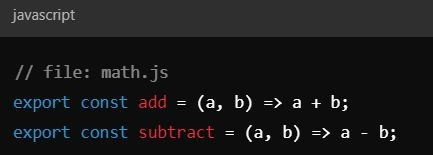 javascript
// file: math.js
export const add = (a, b) => a + b;
export const subtract = (a, b) => a - b;